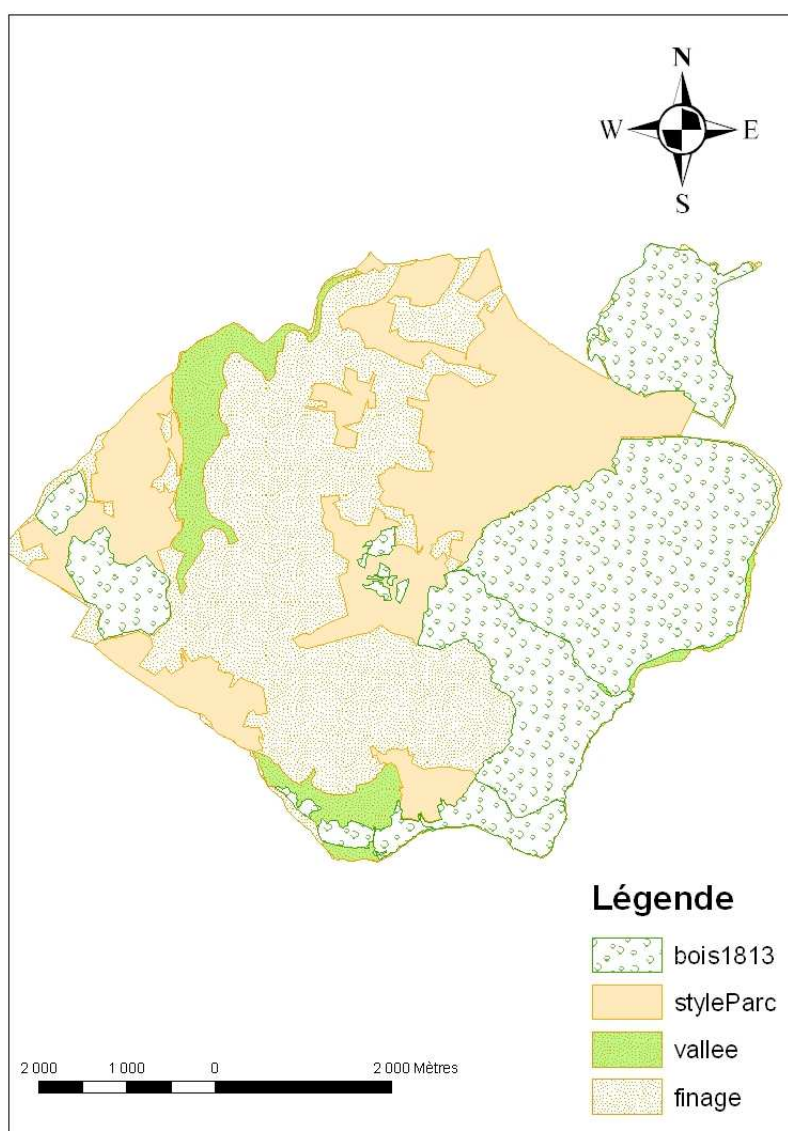 N
W E
S
Légende
bois1813
styleParc
vallee
finage
2 000 1 000 0 2 000 Mètres